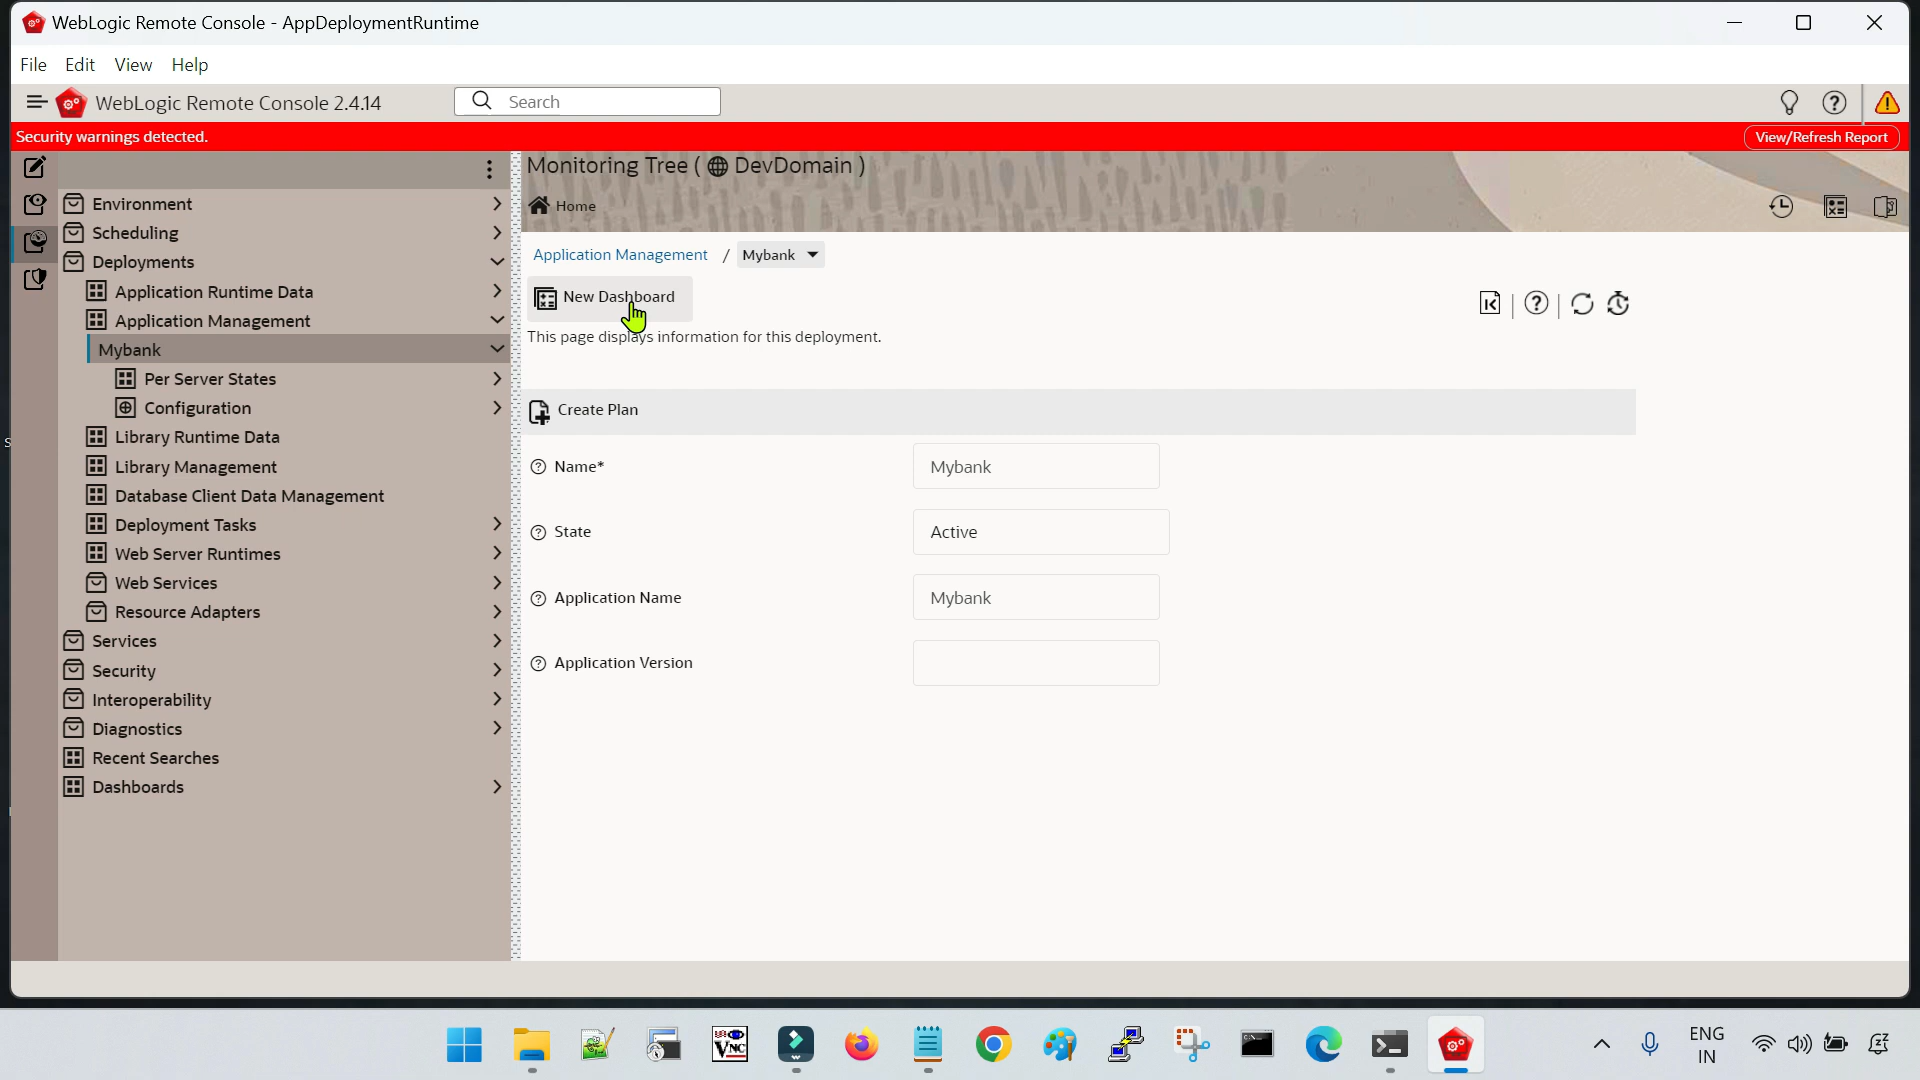 WebLogic Remote Console - AppDeploymentRuntime
File Edit View Help
WebLogic Remote Console 2.4.14
Search
Security warnings detected.
View/Refresh Report
Monitoring Tree ( DevDomain )
Home
Environment
Scheduling
Deployments
Application Runtime Data
Application Management
Mybank
Per Server States
Configuration
Library Runtime Data
Library Management
Database Client Data Management
Deployment Tasks
Web Server Runtimes
Web Services
Resource Adapters
Services
Security
Interoperability
Diagnostics
Recent Searches
Dashboards
Application Management / Mybank
New Dashboard
This page displays information for this deployment.
Create Plan
Name* Mybank
State Active
Application Name Mybank
Application Version
VNC
ENG
IN